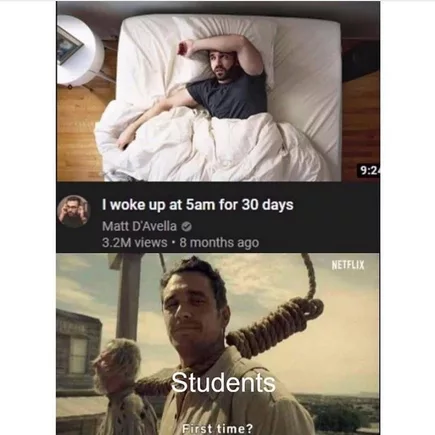 9:24
I woke up at 5am for 30 days
Matt D'Avella
3.2M views • 8 months ago
NETFLIX
Students
First time?